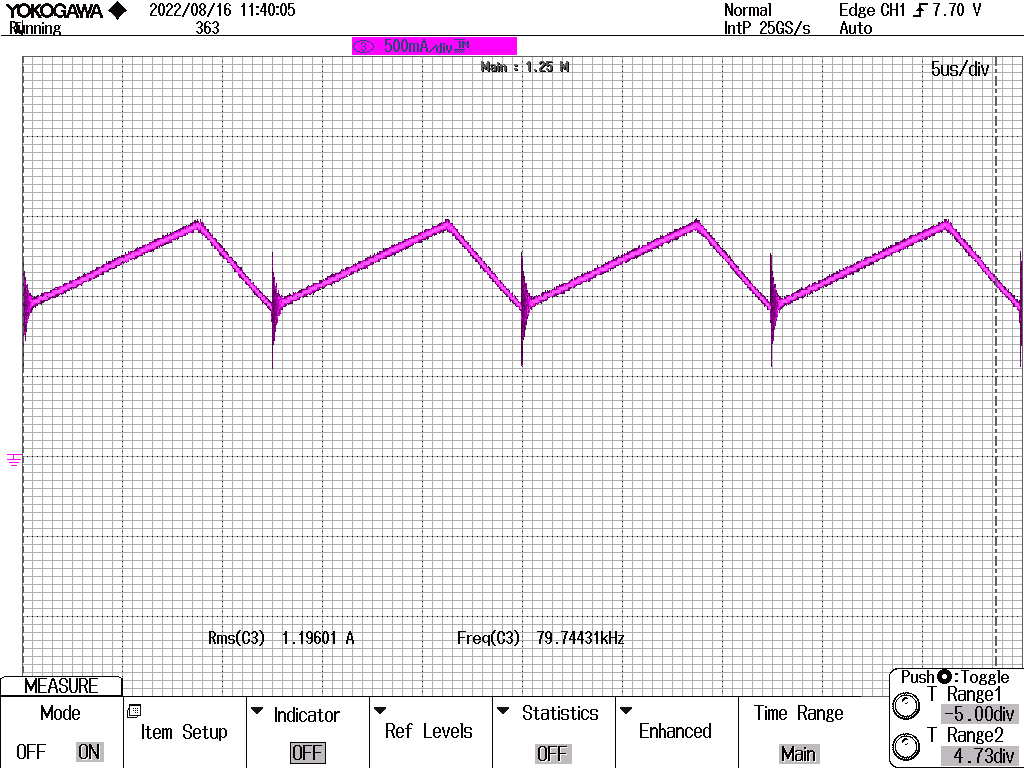 YOKOGAWA ◆ 2022/08/16 11:40:05 Normal Edge CH1 7.70 V
Running 363 IntP 25GS/s Auto
3 500mA/div
Main : 1.25 M
5us/div
Rms(C3) 1.19601 A Freq(C3) 79.74431kHz
MEASURE
Push :Toggle
Mode
OFF ON
Item Setup
Indicator
OFF
Ref Levels
Statistics
OFF
Enhanced
Time Range
Main
T Range1
-5.00div
T Range2
4.73div